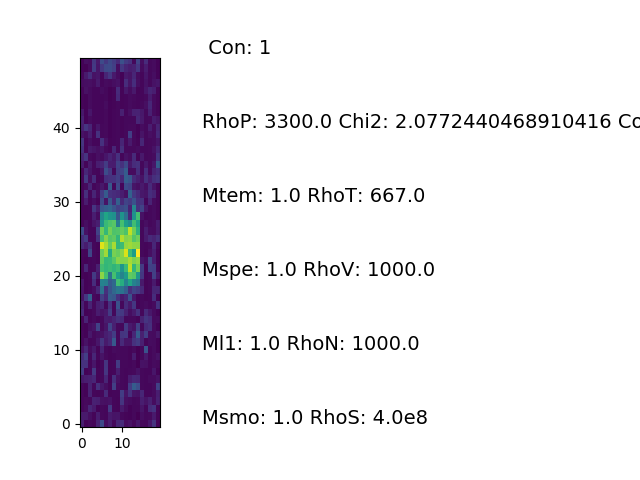 Con: 1
RhoP: 3300.0 Chi2: 2.0772440468910416 Co
40
Mtem: 1.0 RhoT: 667.0
30
Mspe: 1.0 RhoV: 1000.0
20
Ml1: 1.0 RhoN: 1000.0
10
Msmo: 1.0 RhoS: 4.0e8
0
0 10